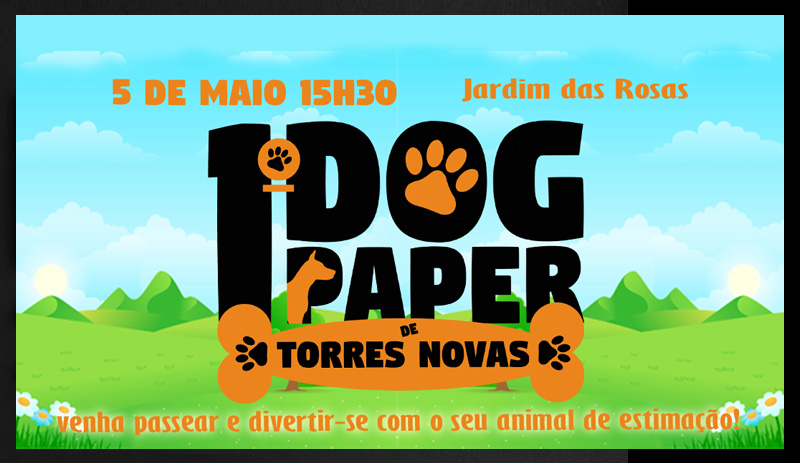 5 DE MAIO 15H30
Jardim das Rosas
1º DOG
PAPER
DE
TORRES NOVAS
venha passear e divertir-se com o seu animal de estimação!